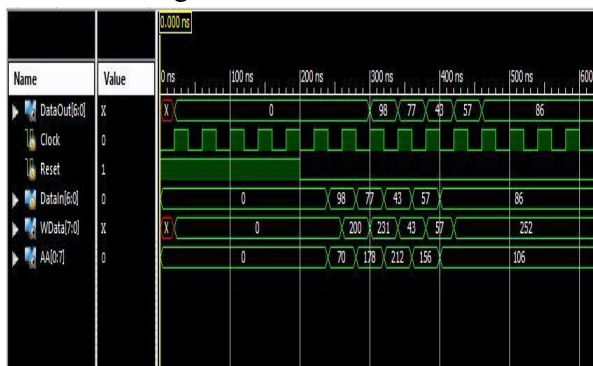 0.000 ns
Name Value 0 ns 100 ns 200 ns 300 ns 400 ns 500 ns 600
DataOut[6:0] X X 0 98 77 43 57 86
Clock 0
Reset 1
DataIn[6:0] 0 0 98 77 43 57 86
WData[7:0] X X 0 200 231 43 57 252
AA[0:7] 0 0 70 178 212 156 106